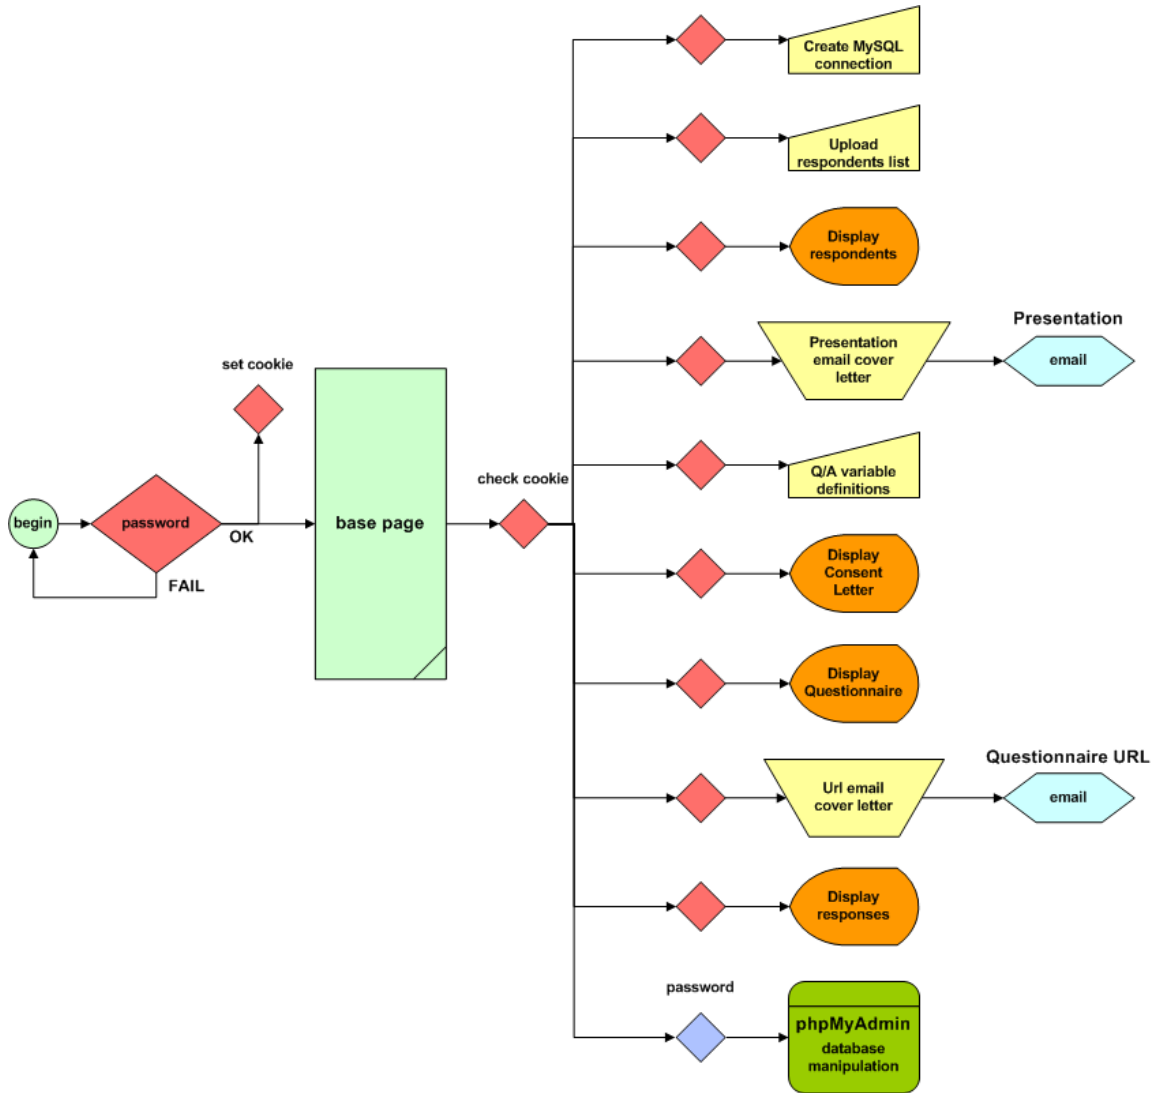 Create MySQL
connection
Upload
respondents list
Display
respondents
Presentation
Presentation
email cover
letter
email
set cookie
check cookie
Q/A variable
definitions
begin
password
OK
base page
FAIL
Display
Consent
Letter
Display
Questionnaire
Questionnaire URL
Url email
cover letter
email
Display
responses
password
phpMyAdmin
database
manipulation